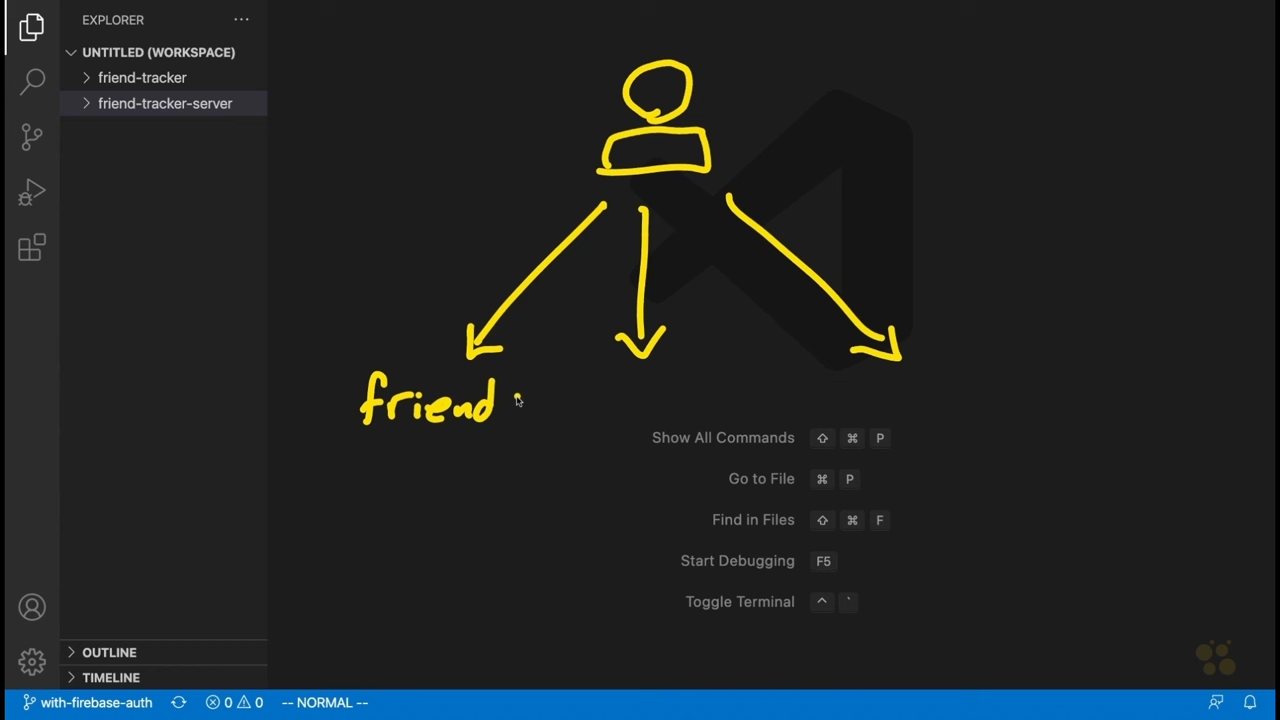 EXPLORER
UNTITLED (WORKSPACE)
friend-tracker
friend-tracker-server
friend
Show All Commands ⇧ ⌘ P
Go to File ⌘ P
Find in Files ⇧ ⌘ F
Start Debugging F5
Toggle Terminal ^ `
OUTLINE
TIMELINE
with-firebase-auth 0 0 -- NORMAL --